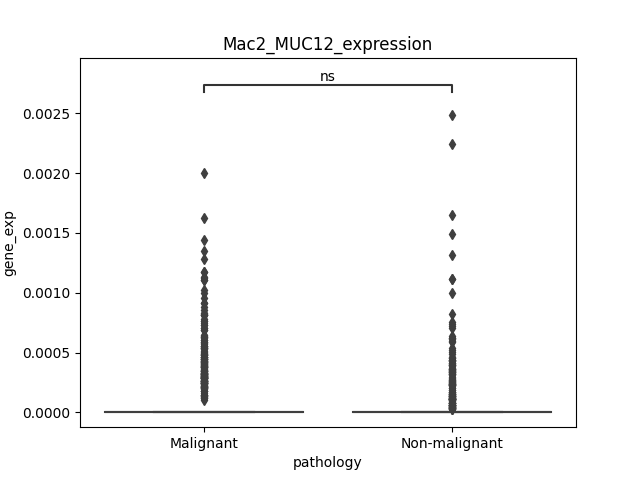 Mac2_MUC12_expression
ns
0.0025
0.0020
0.0015
0.0010
0.0005
0.0000
gene_exp
Malignant
Non-malignant
pathology